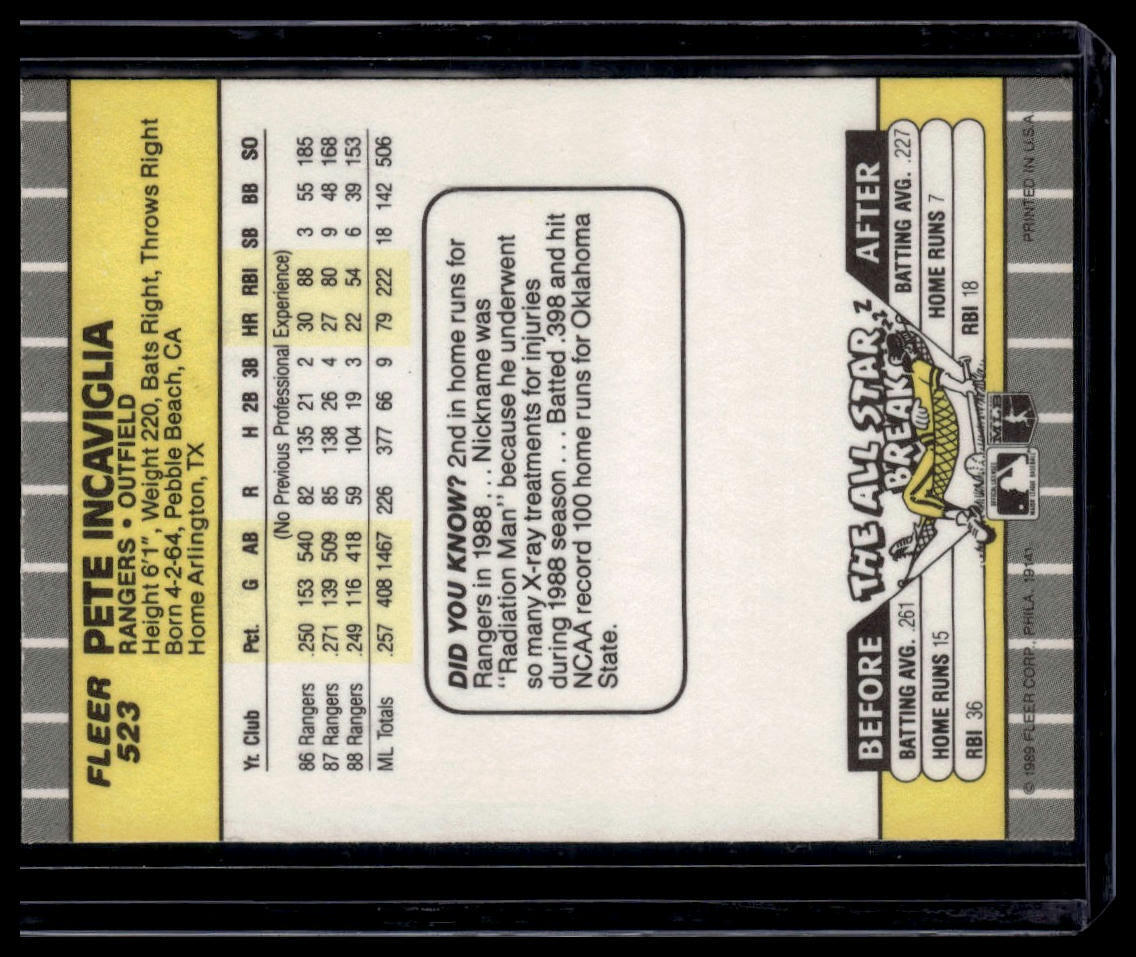 FLEER PETE INCAVIGLIA
523 RANGERS • OUTFIELD
Height 6'1", Weight 220, Bats Right, Throws Right
Born 4-2-64, Pebble Beach, CA
Home Arlington, TX
Yr. Club Pct. G AB R H 2B 3B HR RBI SB BB SO
(No Previous Professional Experience)
86 Rangers .250 153 540 82 135 21 2 30 88 3 55 185
87 Rangers .271 139 509 85 138 26 4 27 80 9 48 168
88 Rangers .249 116 418 59 104 19 3 22 54 6 39 153
ML Totals .257 408 1467 226 377 66 9 79 222 18 142 506
DID YOU KNOW? 2nd in home runs for
Rangers in 1988 . . . Nickname was
"Radiation Man" because he underwent
so many X-ray treatments for injuries
during 1988 season . . . Batted .398 and hit
NCAA record 100 home runs for Oklahoma
State.
THE ALL STAR
BREAK
z z z
BEFORE
BATTING AVG. .261
HOME RUNS 15
RBI 36
AFTER
BATTING AVG. .227
HOME RUNS 7
RBI 18
MLB
© 1989 FLEER CORP., PHILA. 19141 PRINTED IN U.S.A.